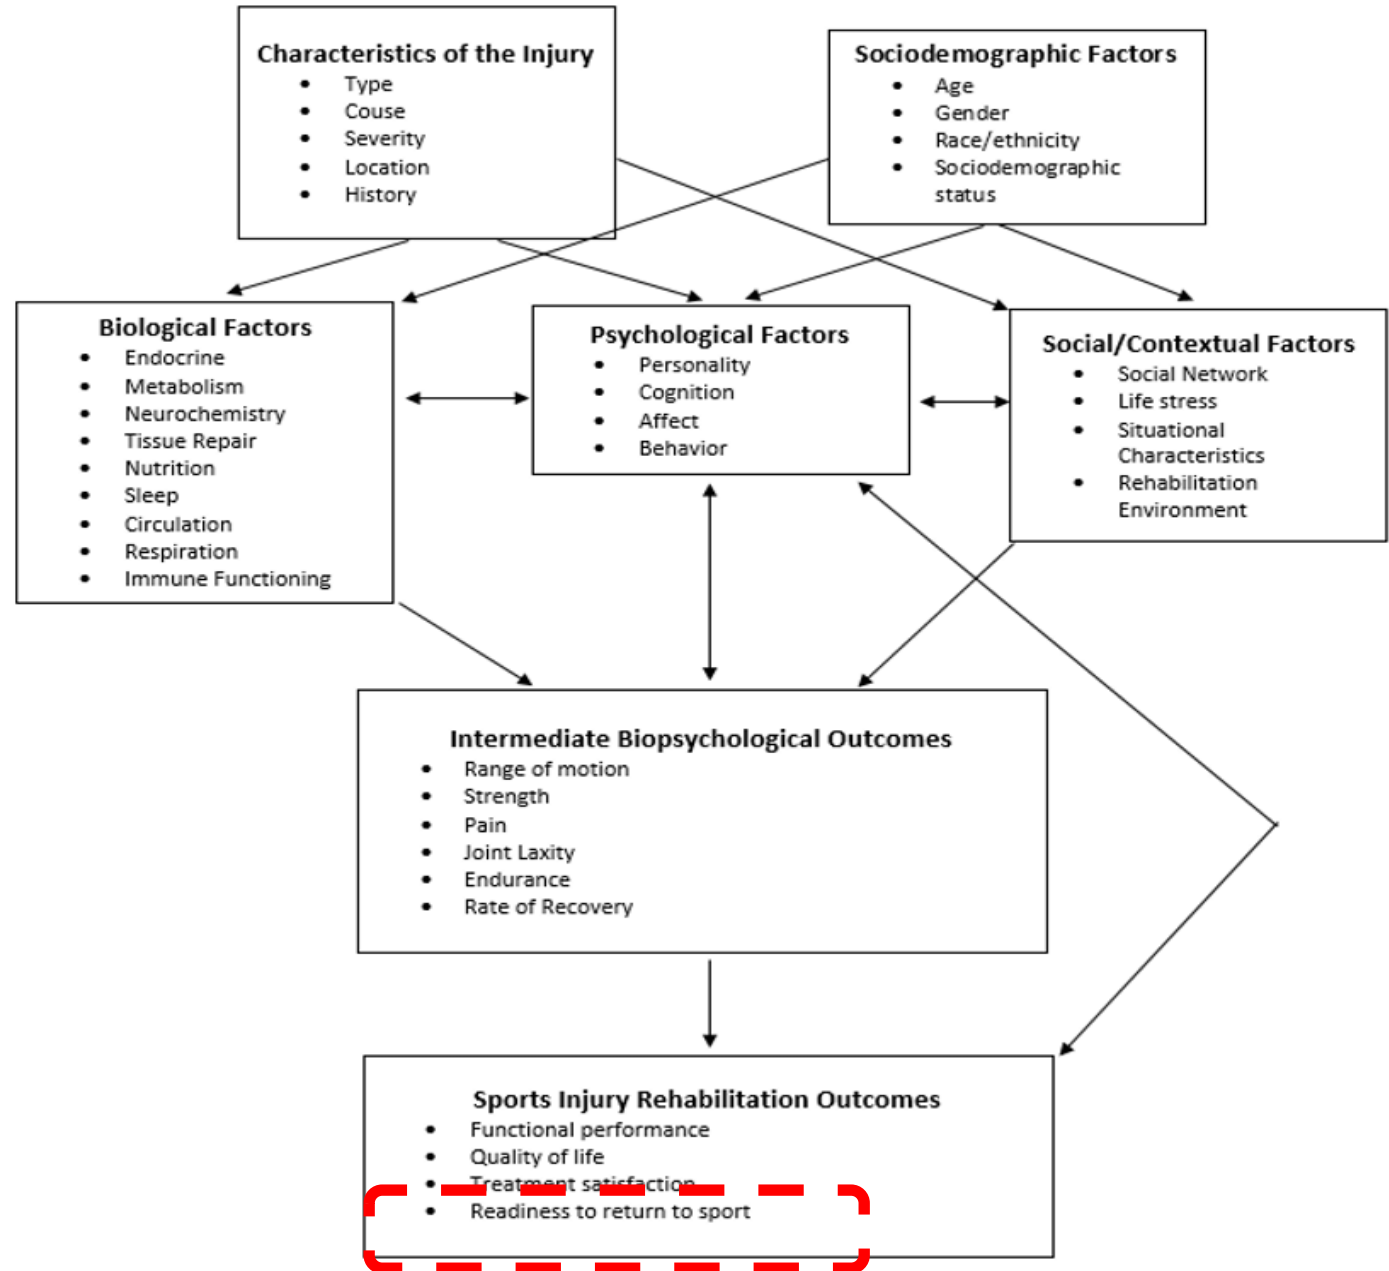 Characteristics of the Injury
• Type
• Couse
• Severity
• Location
• History
Sociodemographic Factors
• Age
• Gender
• Race/ethnicity
• Sociodemographic
status
Biological Factors
• Endocrine
• Metabolism
• Neurochemistry
• Tissue Repair
• Nutrition
• Sleep
• Circulation
• Respiration
• Immune Functioning
Psychological Factors
• Personality
• Cognition
• Affect
• Behavior
Social/Contextual Factors
• Social Network
• Life stress
• Situational
Characteristics
• Rehabilitation
Environment
Intermediate Biopsychological Outcomes
• Range of motion
• Strength
• Pain
• Joint Laxity
• Endurance
• Rate of Recovery
Sports Injury Rehabilitation Outcomes
• Functional performance
• Quality of life
• Treatment satisfaction
• Readiness to return to sport